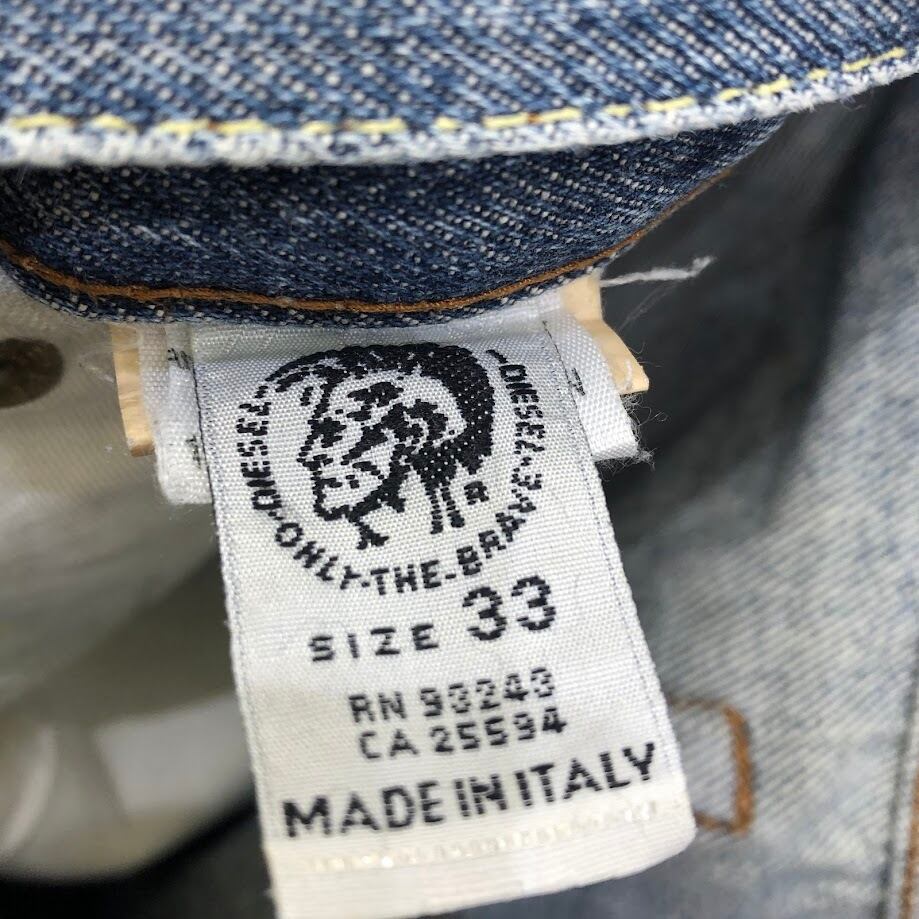 DIESEL·ONLY-THE-BRAVE·DIESEL
R
SIZE 33
RN 93243
CA 25594
MADE IN ITALY